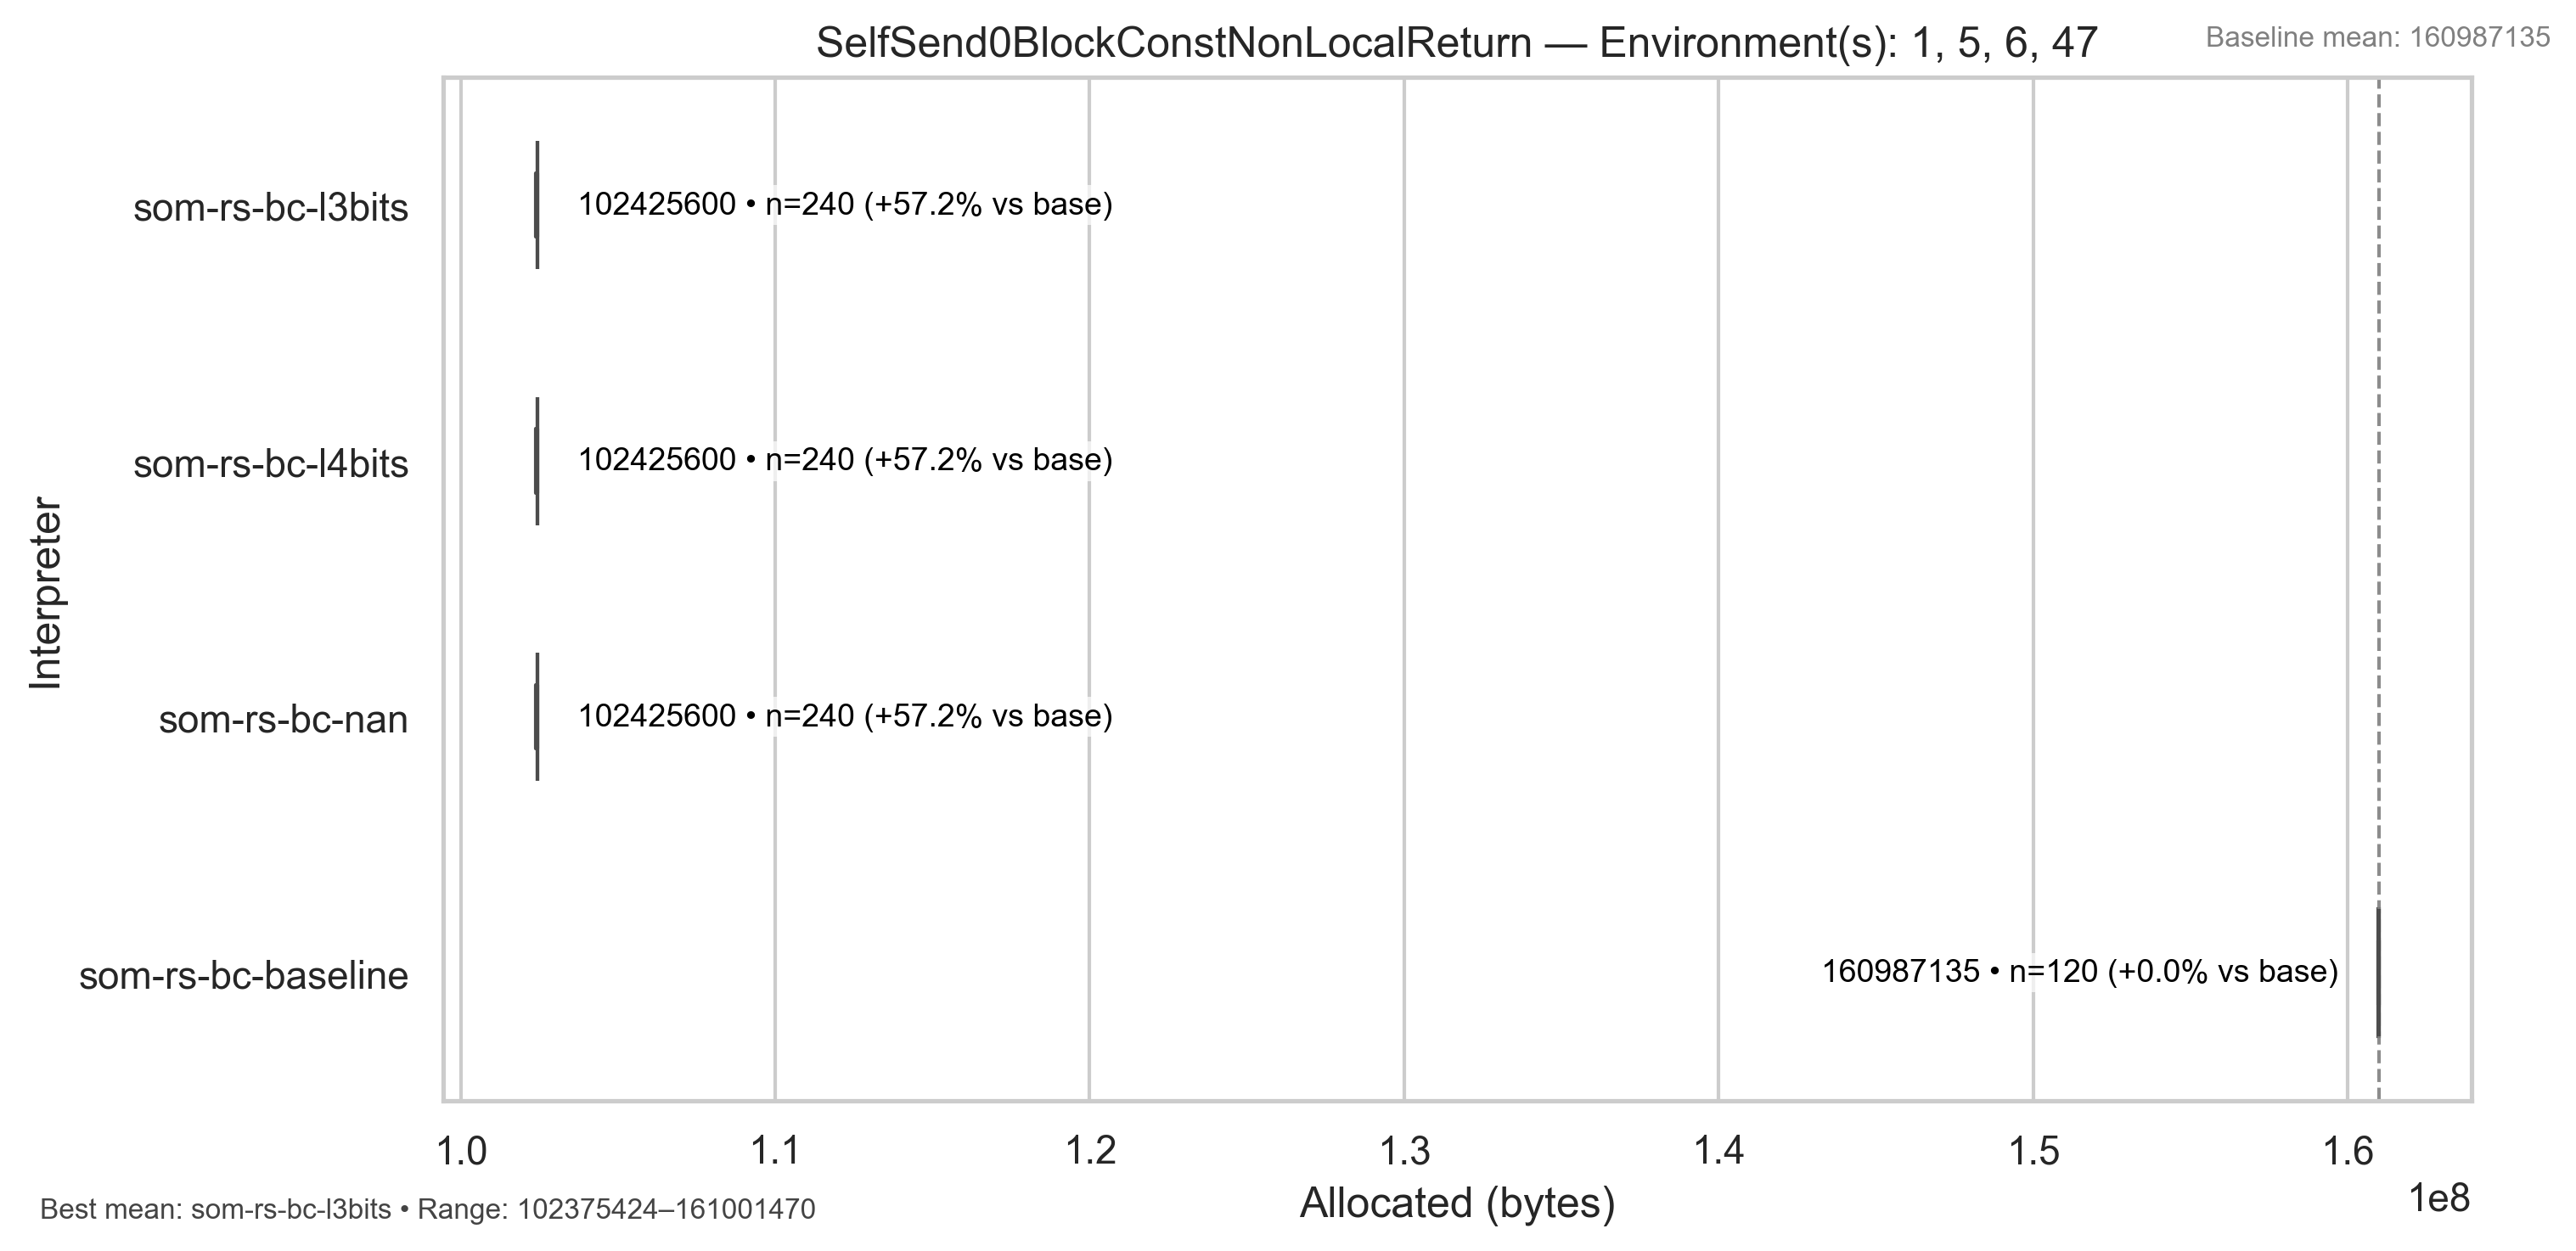 SelfSend0BlockConstNonLocalReturn — Environment(s): 1, 5, 6, 47
Baseline mean: 160987135
Interpreter
som-rs-bc-l3bits
102425600 • n=240 (+57.2% vs base)
som-rs-bc-l4bits
102425600 • n=240 (+57.2% vs base)
som-rs-bc-nan
102425600 • n=240 (+57.2% vs base)
som-rs-bc-baseline
160987135 • n=120 (+0.0% vs base)
1.0 1.1 1.2 1.3 1.4 1.5 1.6
1e8
Allocated (bytes)
Best mean: som-rs-bc-l3bits • Range: 102375424–161001470